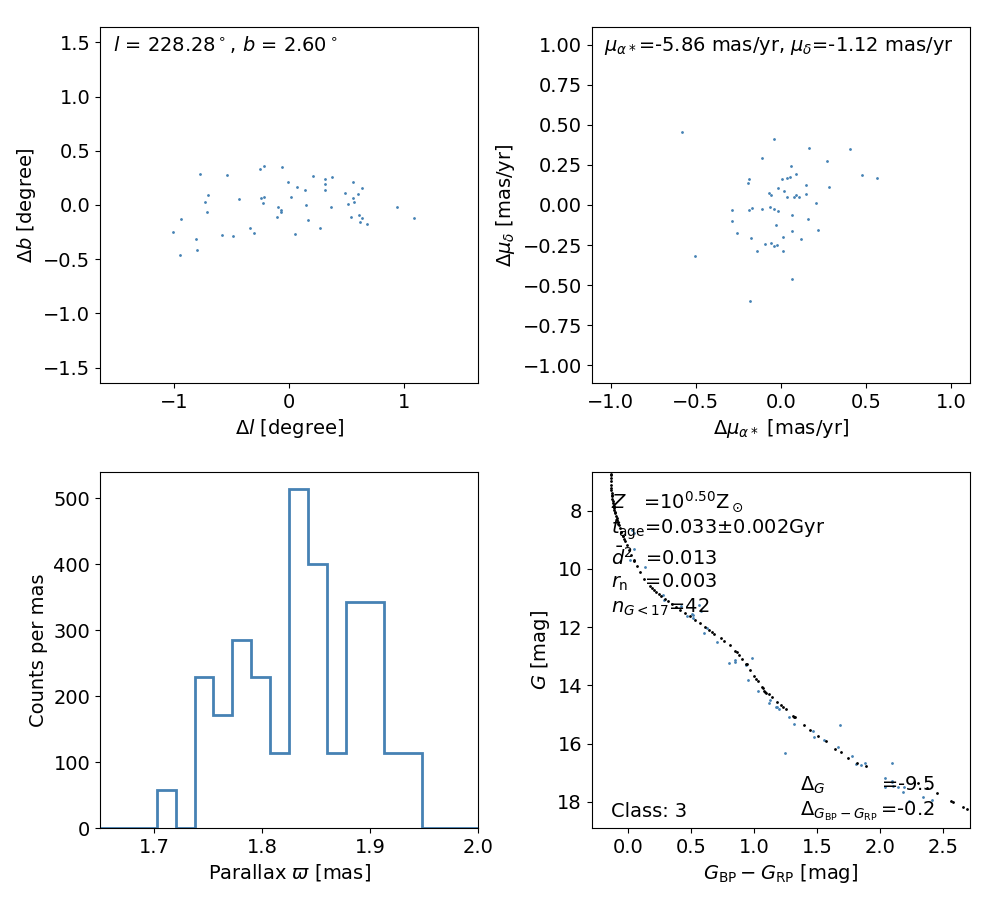 l = 228.28°, b = 2.60°
1.5
1.0
0.5
0.0
−0.5
−1.0
−1.5
Δb [degree]
−1
0
1
Δl [degree]
μα∗=-5.86 mas/yr, μδ=-1.12 mas/yr
1.00
0.75
0.50
0.25
0.00
−0.25
−0.50
−0.75
−1.00
Δμδ [mas/yr]
−1.0
−0.5
0.0
0.5
1.0
Δμα∗ [mas/yr]
500
400
300
200
100
0
Counts per mas
1.7
1.8
1.9
2.0
Parallax ϖ [mas]
Z =10^0.50Z⊙
tage=0.033±0.002Gyr
d̄² =0.013
rn =0.003
nG<17=42
8
10
12
14
16
18
G [mag]
ΔG =-9.5
Class: 3
ΔGBP−GRP =-0.2
0.0
0.5
1.0
1.5
2.0
2.5
GBP − GRP [mag]